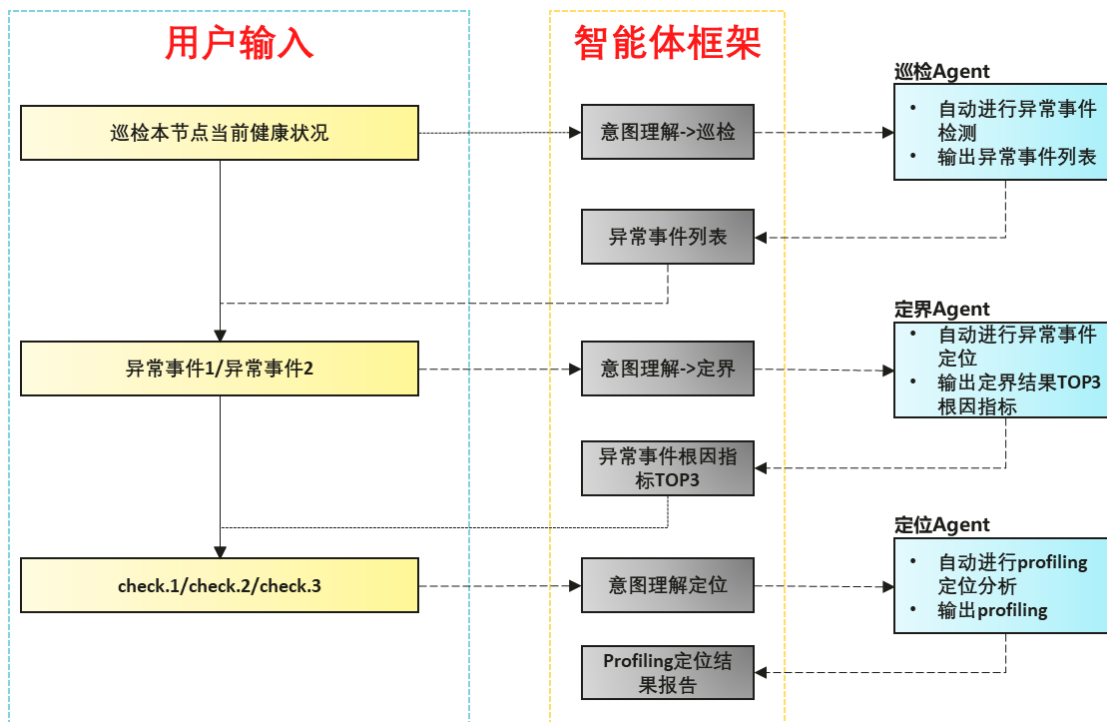 用户输入
智能体框架
巡检Agent
巡检本节点当前健康状况
意图理解->巡检
• 自动进行异常事件
检测
• 输出异常事件列表
异常事件列表
定界Agent
异常事件1/异常事件2
意图理解->定界
• 自动进行异常事件
定位
• 输出定界结果TOP3
根因指标
异常事件根因指
标TOP3
定位Agent
check.1/check.2/check.3
意图理解定位
• 自动进行profiling
定位分析
• 输出profiling
Profiling定位结
果报告